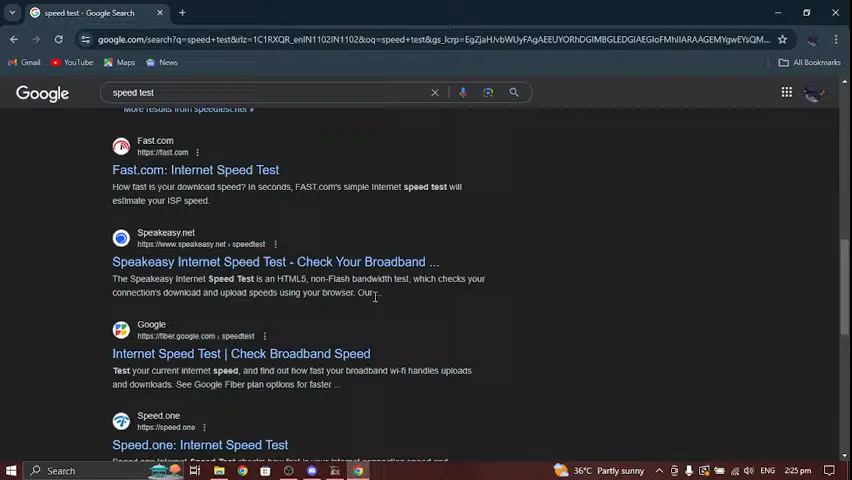 speed test - Google Search
google.com/search?q=speed+test&rlz=1C1RXQR_enIN1102IN1102&oq=speed+test&gs_lcrp=
Gmail
YouTube
Maps
News
All Bookmarks
Google
speed test
More results from speedtest.net »
Fast.com
https://fast.com
Fast.com: Internet Speed Test
How fast is your download speed? In seconds, FAST.com's simple Internet speed test will
estimate your ISP speed.
Speakeasy.net
https://www.speakeasy.net › speedtest
Speakeasy Internet Speed Test - Check Your Broadband ...
The Speakeasy Internet Speed Test is an HTML5, non-Flash bandwidth test, which checks your
connection's download and upload speeds using your browser. Our ...
Google
https://fiber.google.com › speedtest
Internet Speed Test | Check Broadband Speed
Test your current internet speed, and find out how fast your broadband wi-fi handles uploads
and downloads. See Google Fiber plan options for faster ...
Speed.one
https://speed.one
Speed.one: Internet Speed Test
Search
36°C Partly sunny
ENG
2:25 pm